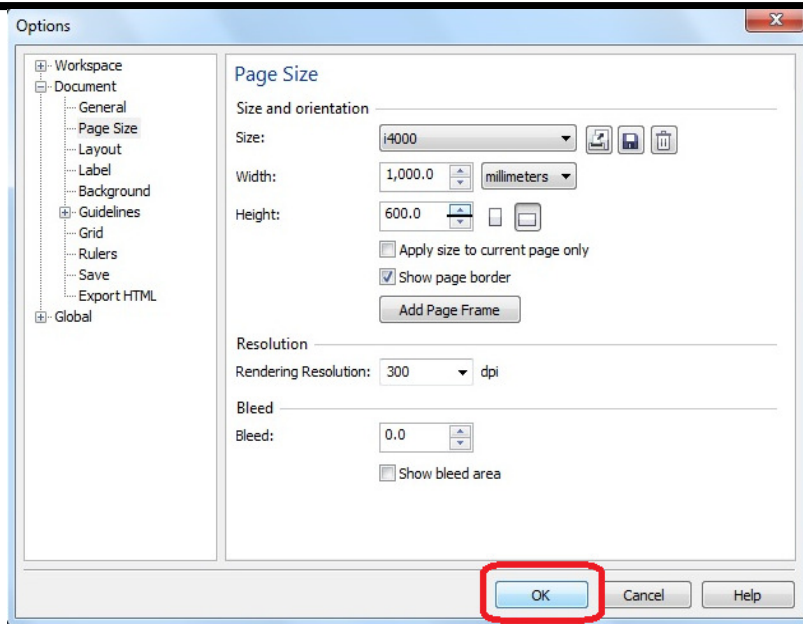 Options
Workspace
Document
General
Page Size
Layout
Label
Background
Guidelines
Grid
Rulers
Save
Export HTML
Global
Page Size
Size and orientation
Size: i4000
Width: 1,000.0 millimeters
Height: 600.0
Apply size to current page only
Show page border
Add Page Frame
Resolution
Rendering Resolution: 300 dpi
Bleed
Bleed: 0.0
Show bleed area
OK Cancel Help